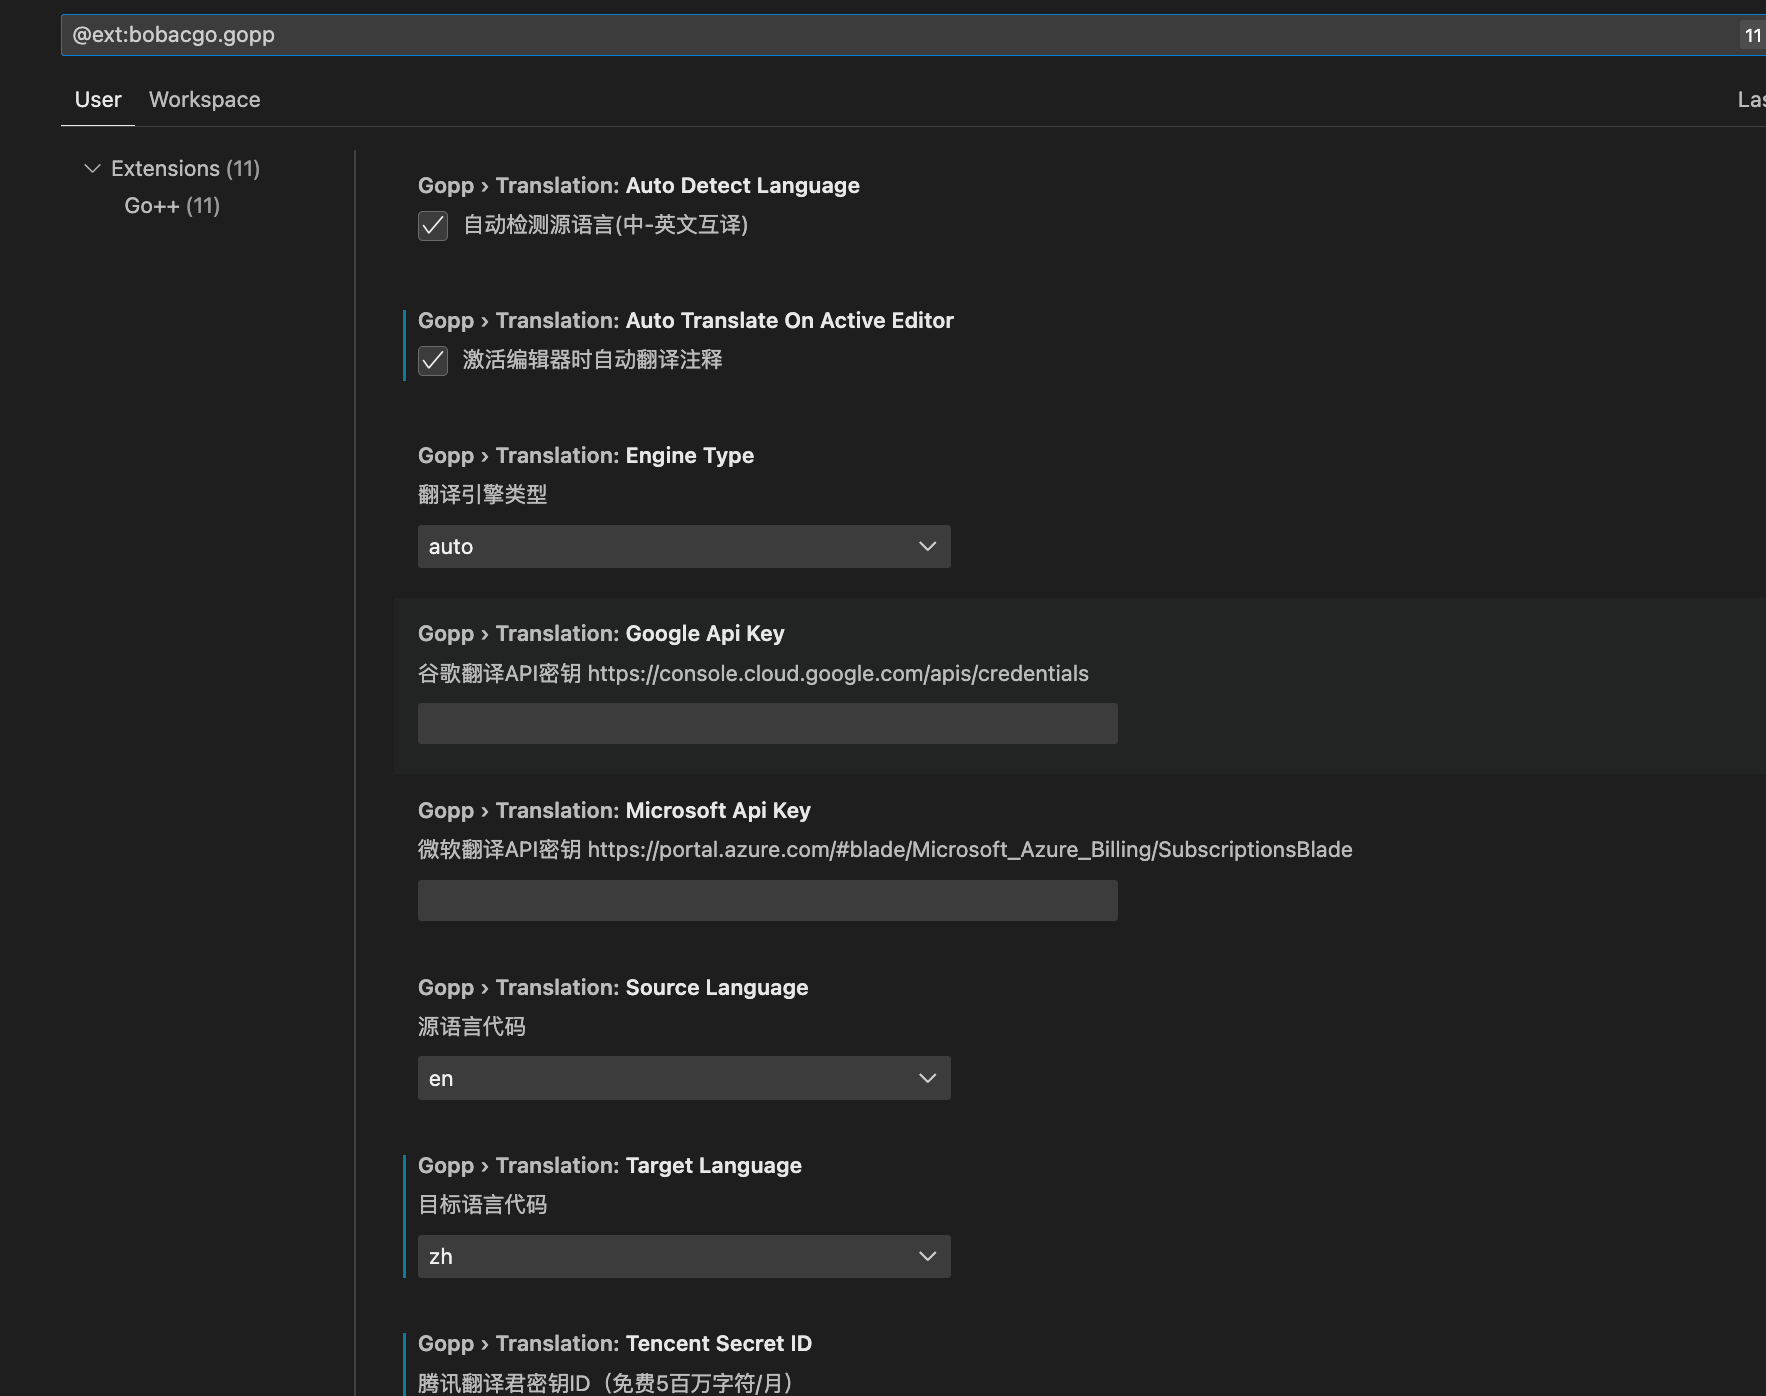 @ext:bobacgo.gopp
11
User
Workspace
Las
Extensions (11)
Go++ (11)
Gopp › Translation: Auto Detect Language
自动检测源语言(中-英文互译)
Gopp › Translation: Auto Translate On Active Editor
激活编辑器时自动翻译注释
Gopp › Translation: Engine Type
翻译引擎类型
auto
Gopp › Translation: Google Api Key
谷歌翻译API密钥 https://console.cloud.google.com/apis/credentials
Gopp › Translation: Microsoft Api Key
微软翻译API密钥 https://portal.azure.com/#blade/Microsoft_Azure_Billing/SubscriptionsBlade
Gopp › Translation: Source Language
源语言代码
en
Gopp › Translation: Target Language
目标语言代码
zh
Gopp › Translation: Tencent Secret ID
腾讯翻译君密钥ID（免费5百万字符/月）